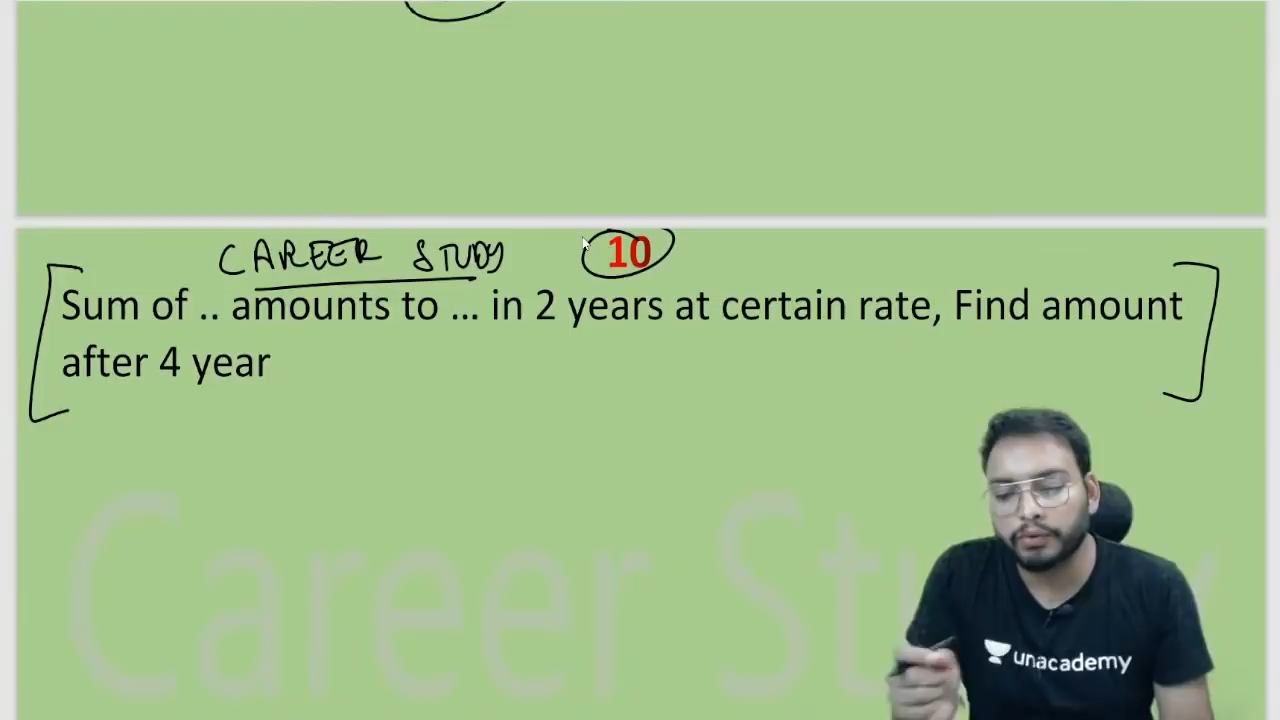 CAREER STUDY 10
Sum of .. amounts to ... in 2 years at certain rate, Find amount
after 4 year
Career Study
unacademy